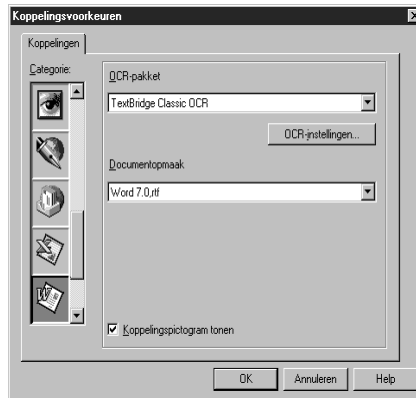 Koppelingsvoorkeuren
Koppelingen
Categorie:
OCR-pakket
TextBridge Classic OCR
OCR-instellingen...
Documentopmaak
Word 7.0,rtf
Koppelingspictogram tonen
OK Annuleren Help